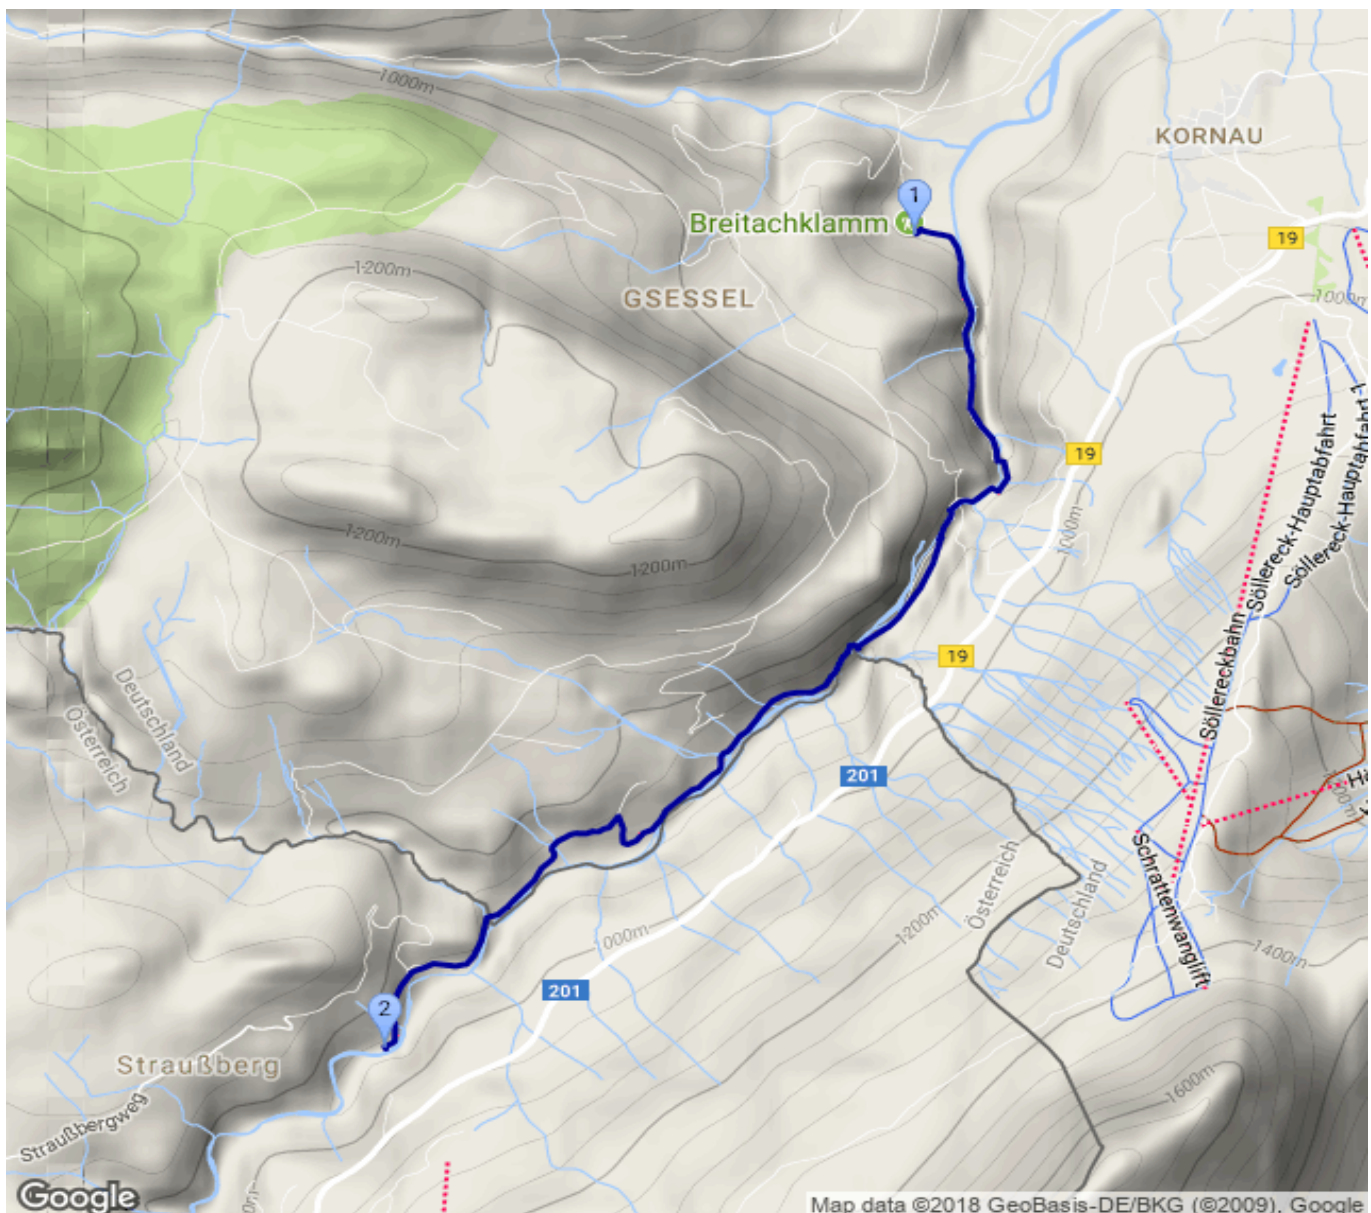 1000m
KORNAU
1
Breitachklamm
19
1200m
GSESSEL
1000m
19
Söllereck-Hauptabfahrt
Söllereck-Hauptabfahrt-1
1200m
1000m
1200m
Söllereckbahn
19
Deutschland
Österreich
201
Schrattenwanglift
Österreich
Deutschland
1200m
1000m
1400m
201
2
Straußberg
1600m
Straußbergweg
Google
Map data ©2018 GeoBasis-DE/BKG (©2009), Google